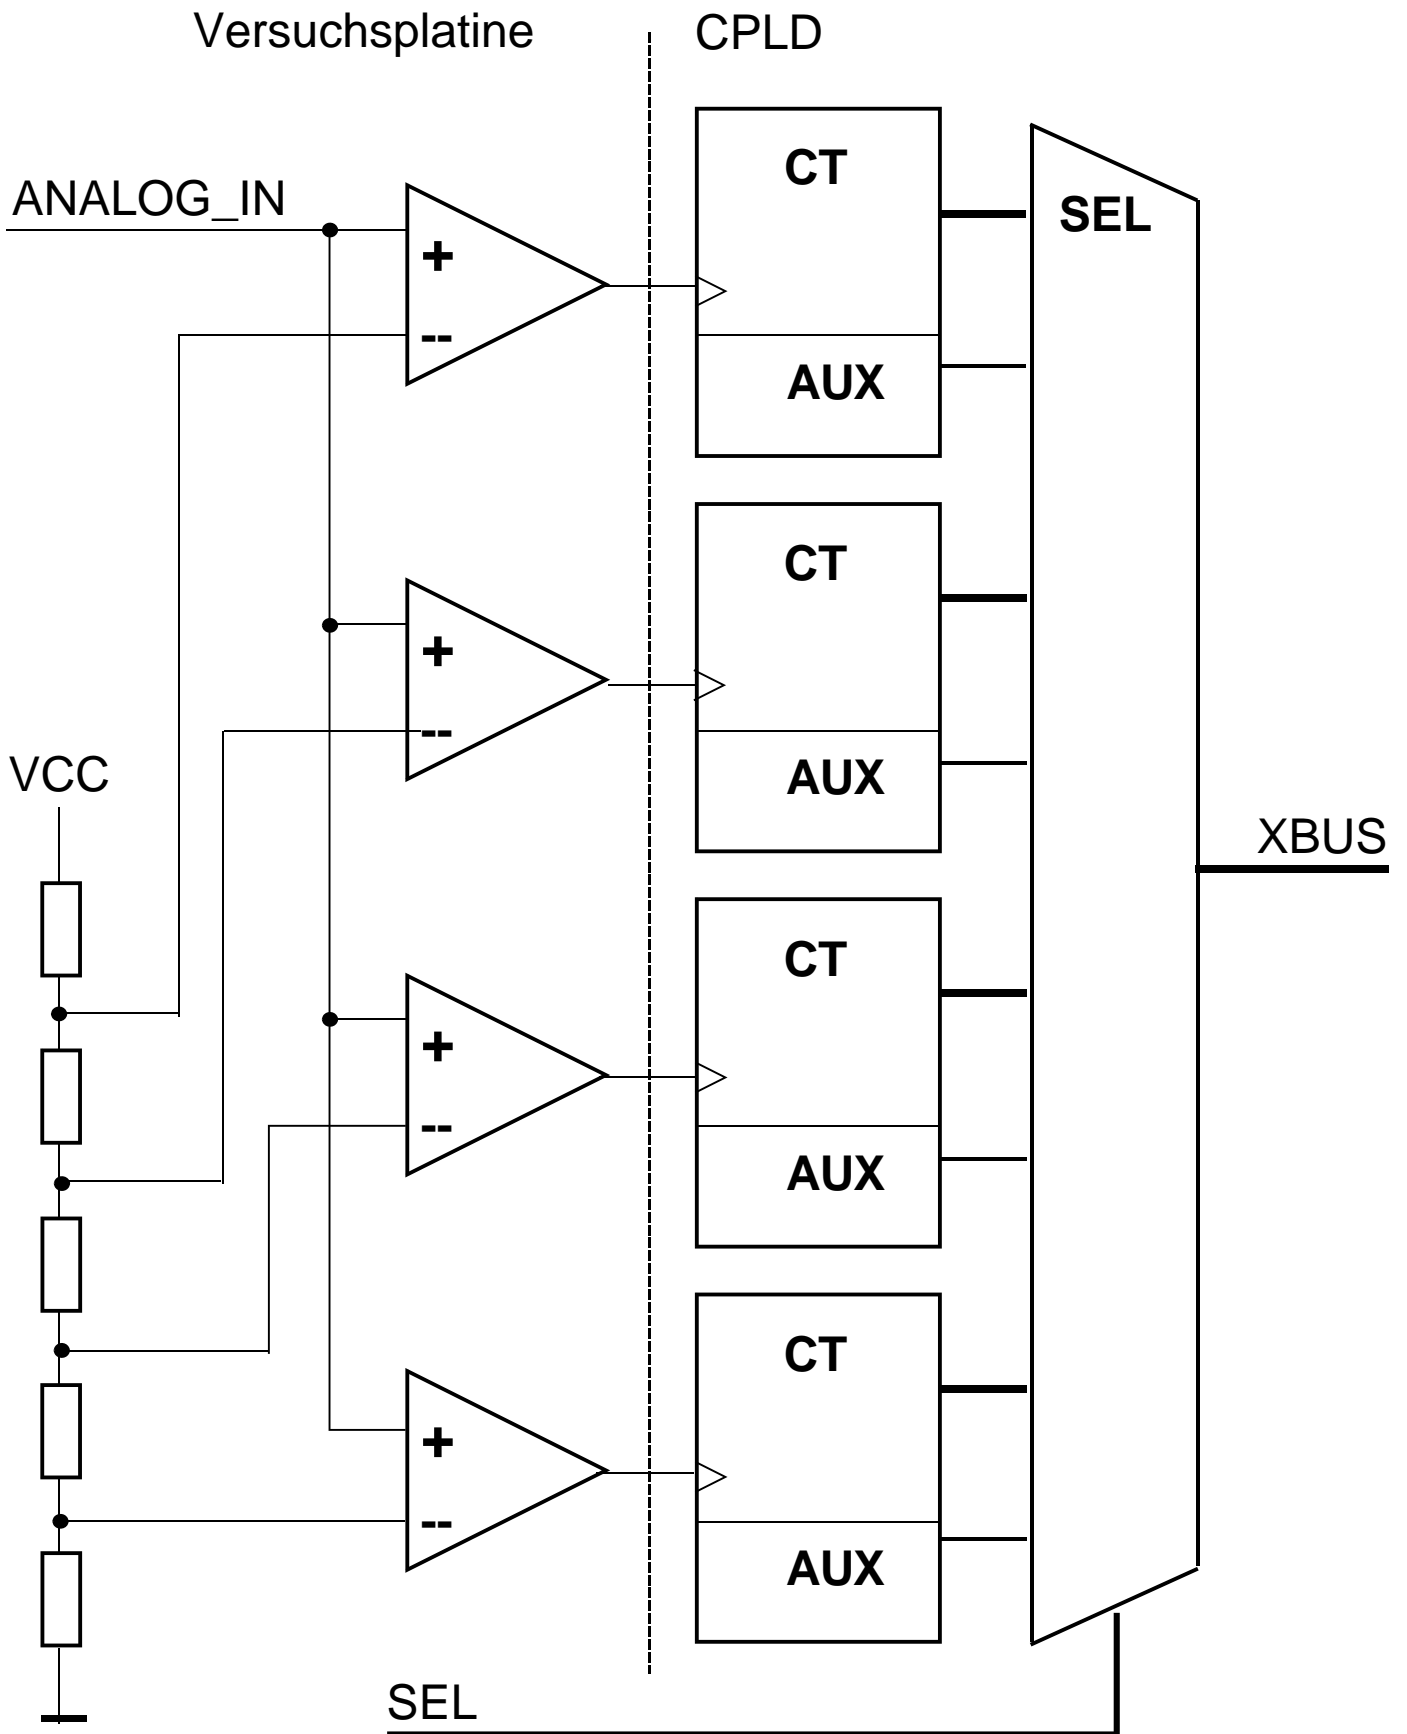 Versuchsplatine
CPLD
ANALOG_IN
+
--
CT
AUX
SEL
+
--
CT
AUX
VCC
XBUS
+
--
CT
AUX
+
--
CT
AUX
SEL